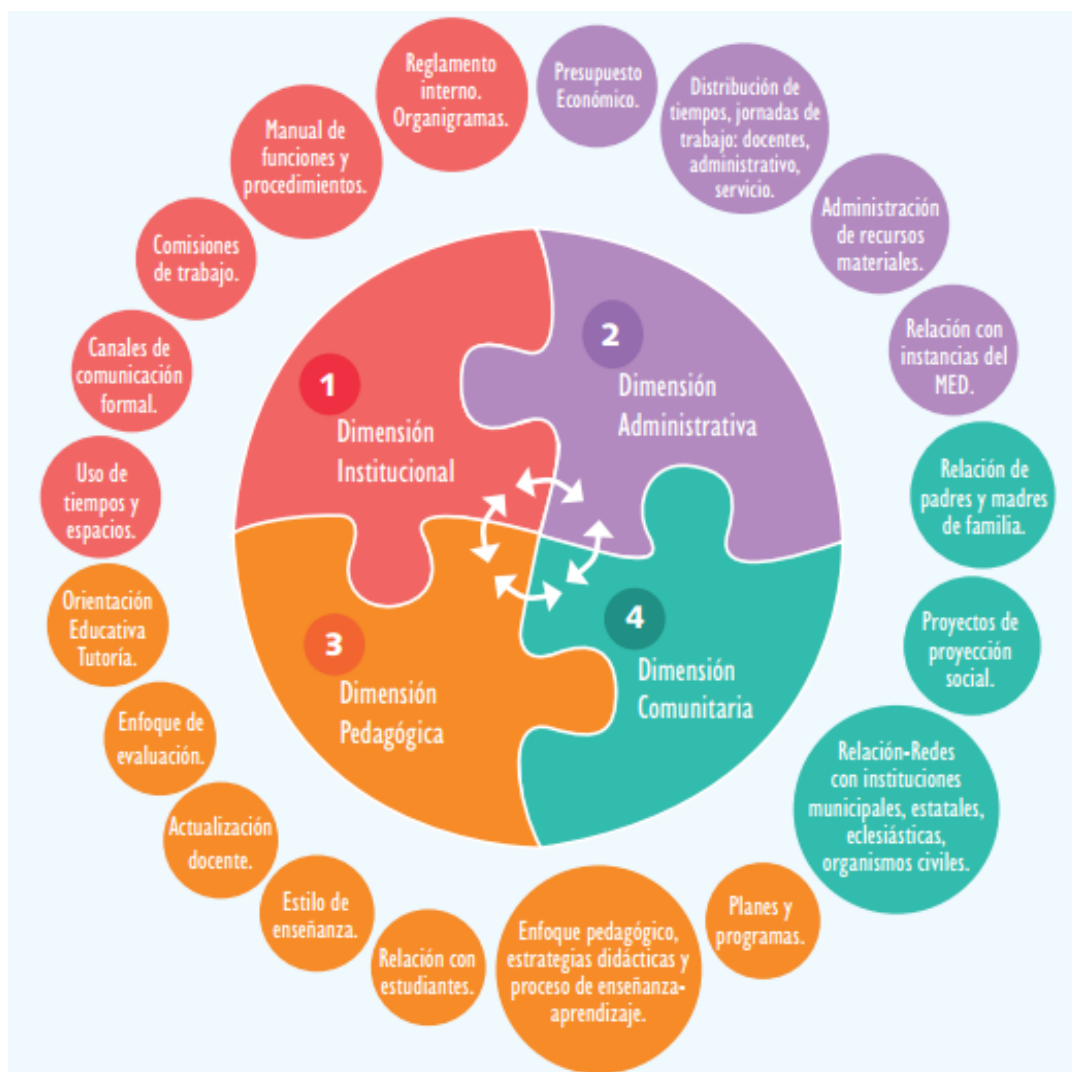 Reglamento
interno.
Organigramas.
Presupuesto
Económico.
Distribución de
tiempos, jornadas de
trabajo: docentes,
administrativo,
servicio.
Administración
de recursos
materiales.
Relación con
instancias del
MED.
Relación de
padres y madres
de familia.
Proyectos de
proyección
social.
Relación-Redes
con instituciones
municipales, estatales,
eclesiásticas,
organismos civiles.
Planes y
programas.
Enfoque pedagógico,
estrategias didácticas y
proceso de enseñanza-
aprendizaje.
Relación con
estudiantes.
Estilo de
enseñanza.
Actualización
docente.
Enfoque de
evaluación.
Orientación
Educativa
Tutoría.
Uso de
tiempos y
espacios.
Canales de
comunicación
formal.
Comisiones
de trabajo.
Manual de
funciones y
procedimientos.
1
Dimensión
Institucional
2
Dimensión
Administrativa
3
Dimensión
Pedagógica
4
Dimensión
Comunitaria